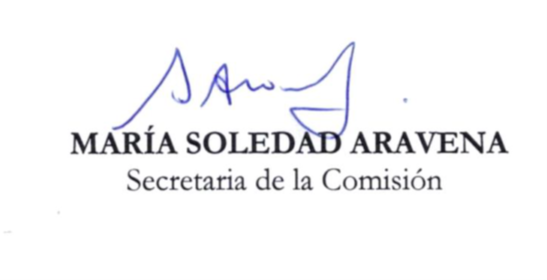 MARÍA SOLEDAD ARAVENA
Secretaria de la Comisión